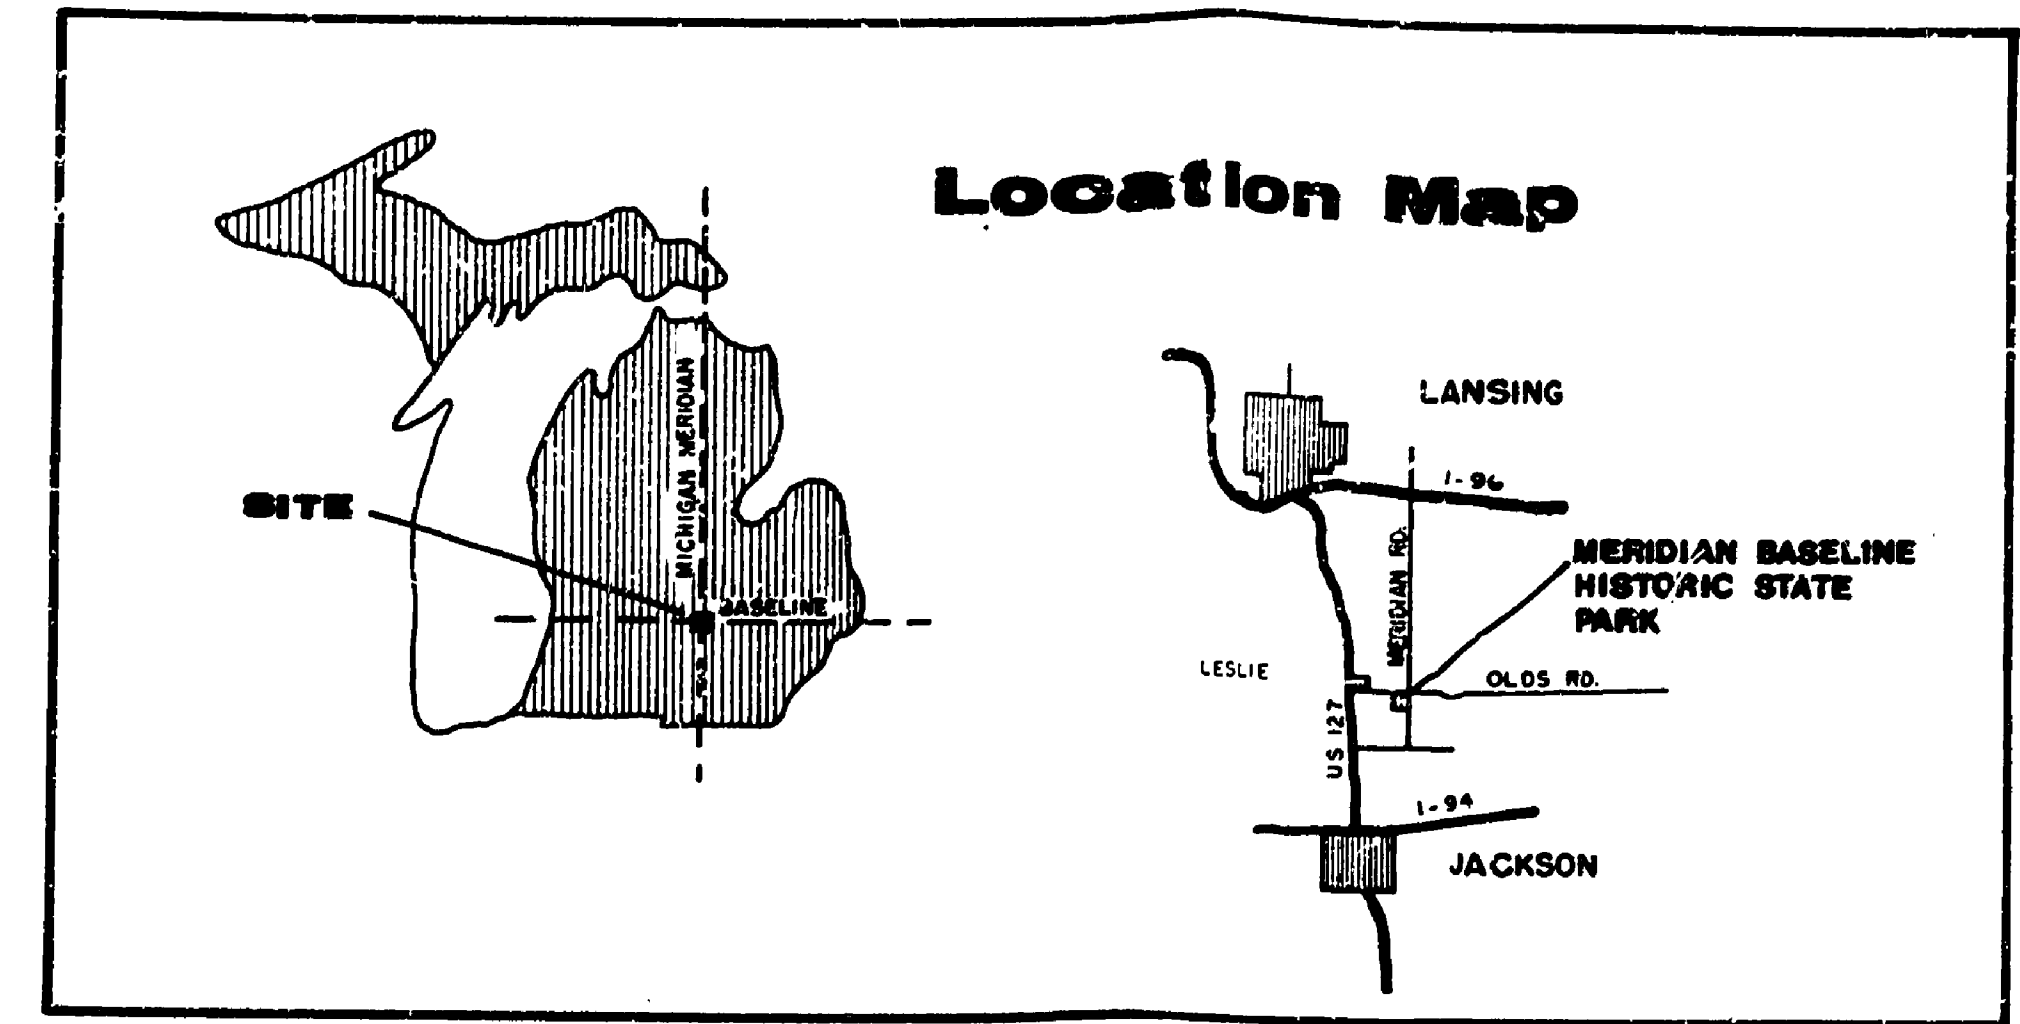 Location Map
MICHIGAN MERIDIAN
SITE
BASELINE
LANSING
I-96
MERIDIAN RD.
MERIDIAN BASELINE
HISTORIC STATE
PARK
LESLIE
OLDS RD.
US 127
I-94
JACKSON